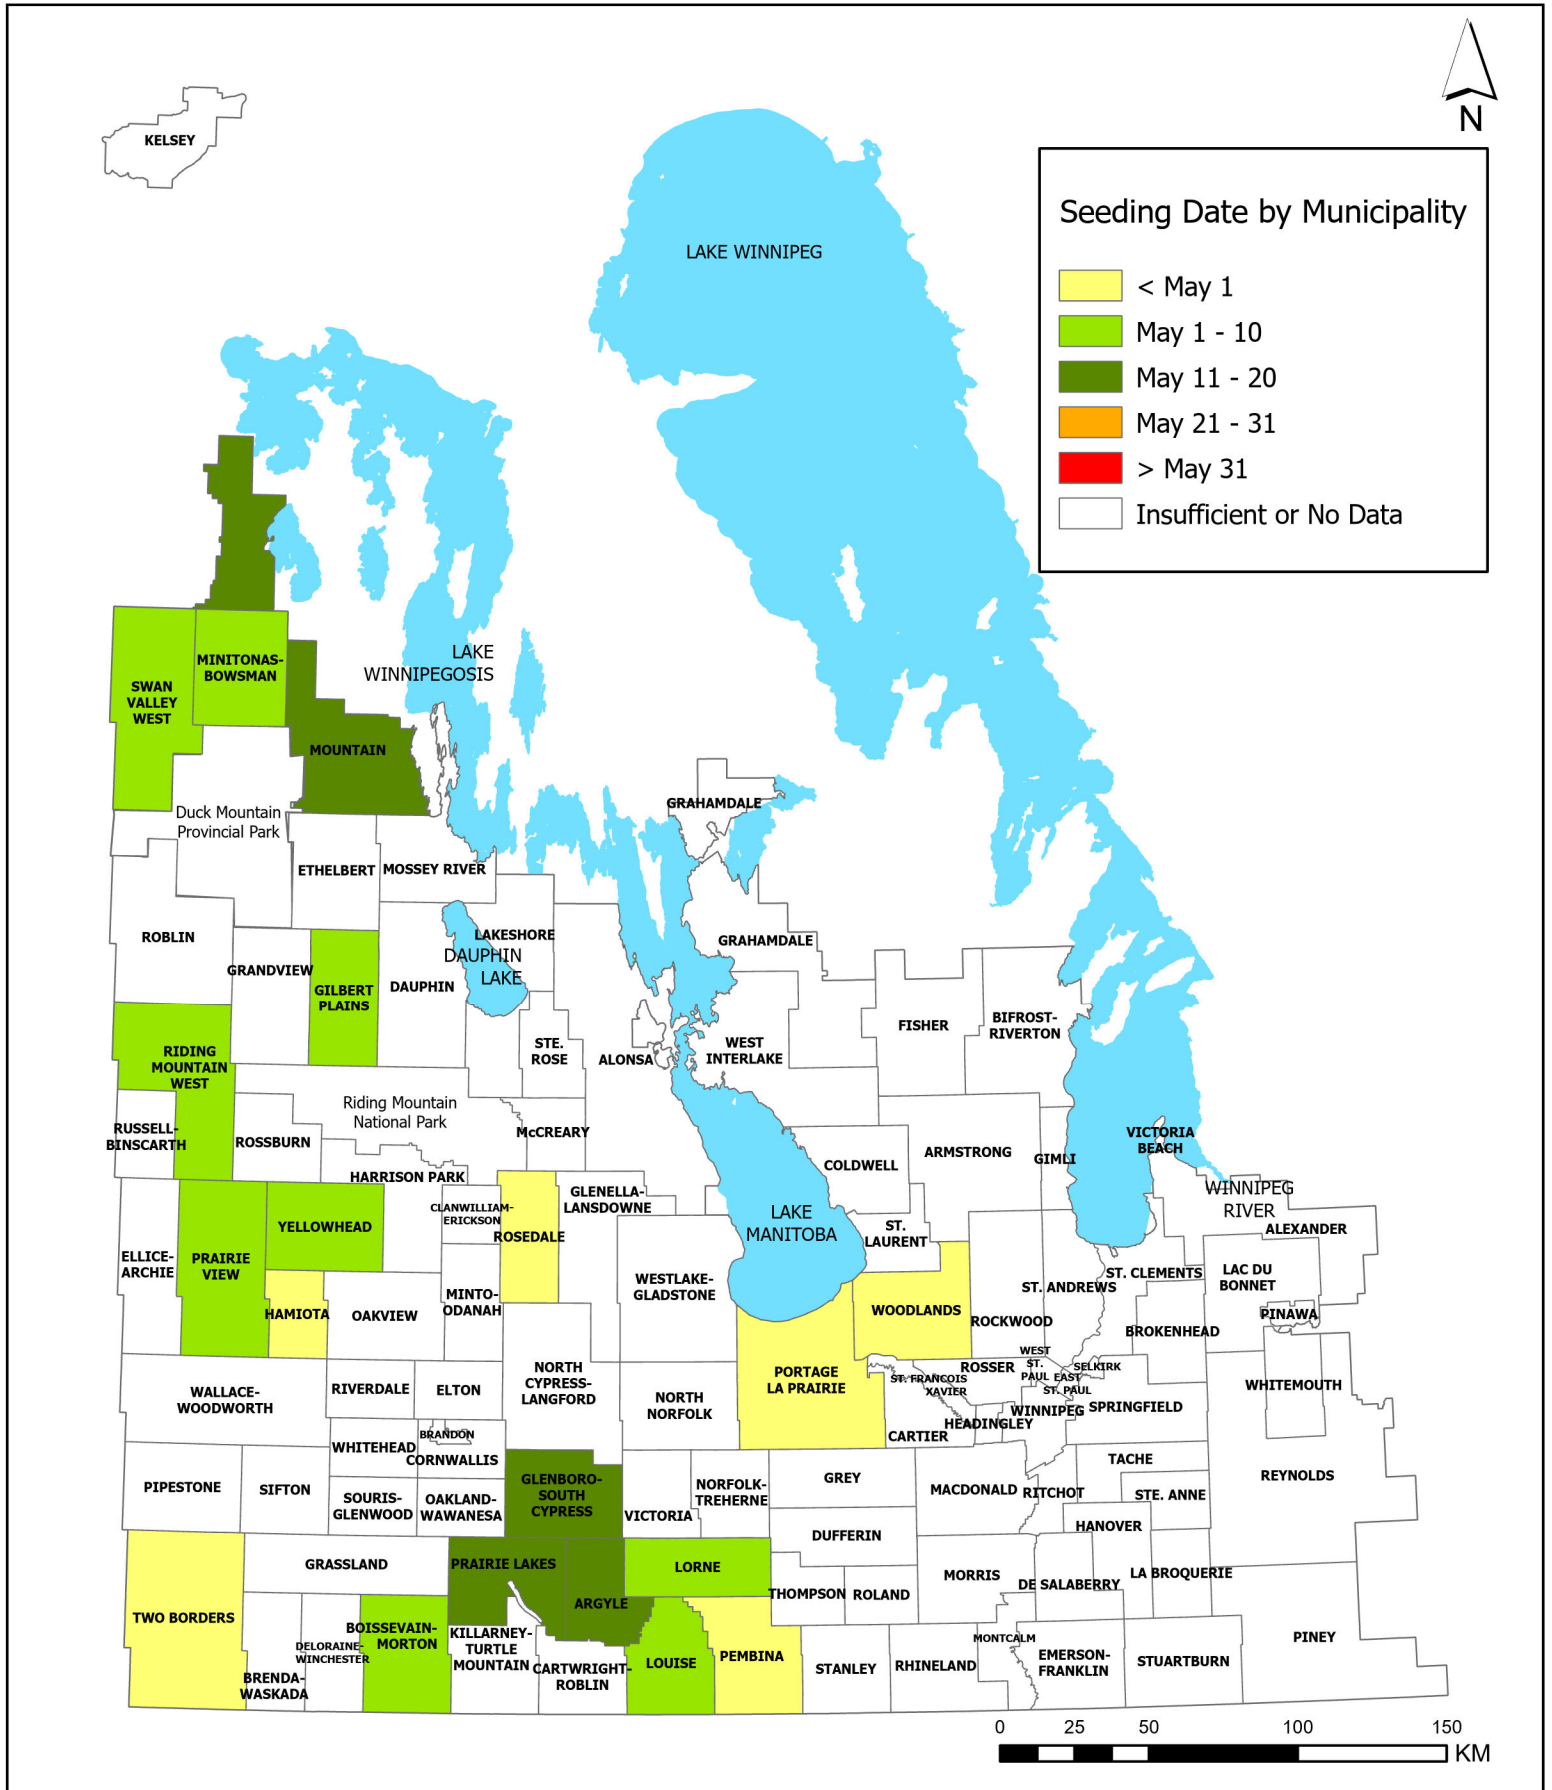 N
KELSEY
Seeding Date by Municipality
< May 1
May 1 - 10
May 11 - 20
May 21 - 31
> May 31
Insufficient or No Data
LAKE WINNIPEG
LAKE
WINNIPEGOSIS
MINITONAS-
BOWSMAN
SWAN
VALLEY
WEST
MOUNTAIN
Duck Mountain
Provincial Park
GRAHAMDALE
ETHELBERT
MOSSEY RIVER
ROBLIN
LAKESHORE
DAUPHIN
LAKE
GRAHAMDALE
GRANDVIEW
GILBERT
PLAINS
DAUPHIN
FISHER
BIFROST-
RIVERTON
STE.
ROSE
ALONSA
WEST
INTERLAKE
RIDING
MOUNTAIN
WEST
Riding Mountain
National Park
RUSSELL-
BINSCARTH
ROSSBURN
McCREARY
VICTORIA
BEACH
ARMSTRONG
GIMLI
COLDWELL
HARRISON PARK
GLENELLA-
LANSDOWNE
WINNIPEG
RIVER
ALEXANDER
CLANWILLIAM-
ERICKSON
ROSEDALE
YELLOWHEAD
LAKE
MANITOBA
ST.
LAURENT
ELLICE-
ARCHIE
PRAIRIE
VIEW
ST. CLEMENTS
LAC DU
BONNET
WESTLAKE-
GLADSTONE
ST. ANDREWS
MINTO-
ODANAH
HAMIOTA
OAKVIEW
WOODLANDS
ROCKWOOD
PINAWA
BROKENHEAD
WEST
ST.
PAUL
ROSSER
SELKIRK
EAST
ST. PAUL
ST. FRANCOIS
XAVIER
NORTH
CYPRESS-
LANGFORD
PORTAGE
LA PRAIRIE
WHITEMOUTH
WALLACE-
WOODWORTH
RIVERDALE
ELTON
NORTH
NORFOLK
WINNIPEG
SPRINGFIELD
HEADINGLEY
CARTIER
BRANDON
WHITEHEAD
CORNWALLIS
TACHE
PIPESTONE
SIFTON
GLENBORO-
SOUTH
CYPRESS
GREY
REYNOLDS
NORFOLK-
TREHERNE
MACDONALD
RITCHOT
STE. ANNE
SOURIS-
GLENWOOD
OAKLAND-
WAWANESA
VICTORIA
HANOVER
DUFFERIN
GRASSLAND
PRAIRIE LAKES
LORNE
LA BROQUERIE
MORRIS
DE SALABERRY
THOMPSON
ROLAND
ARGYLE
TWO BORDERS
BOISSEVAIN-
MORTON
KILLARNEY-
TURTLE
MOUNTAIN
MONTCALM
PINEY
DELORAINE-
WINCHESTER
PEMBINA
LOUISE
STANLEY
RHINELAND
EMERSON-
FRANKLIN
STUARTBURN
CARTWRIGHT-
ROBLIN
BRENDA-
WASKADA
0 25 50 100 150
KM